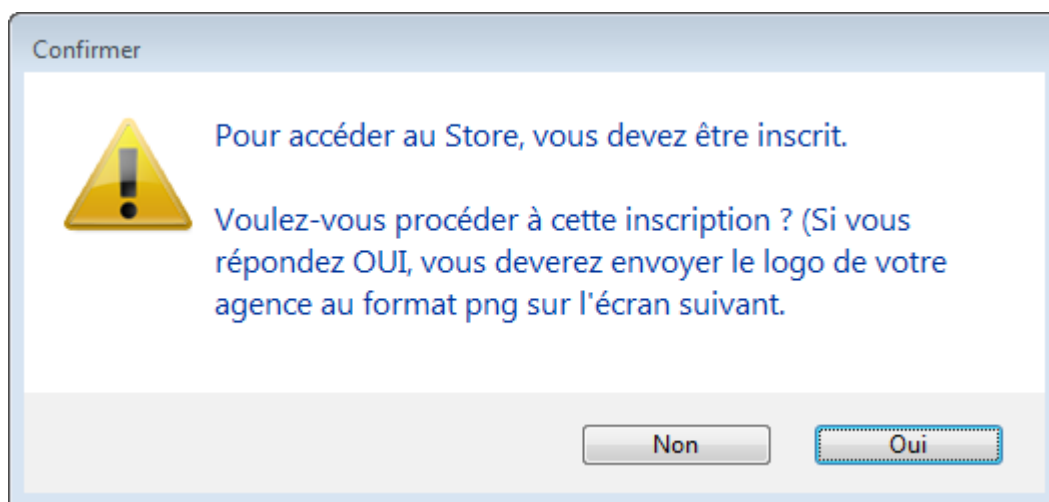 Confirmer
Pour accéder au Store, vous devez être inscrit.
Voulez-vous procéder à cette inscription ? (Si vous
répondez OUI, vous deverez envoyer le logo de votre
agence au format png sur l'écran suivant.
Non
Oui